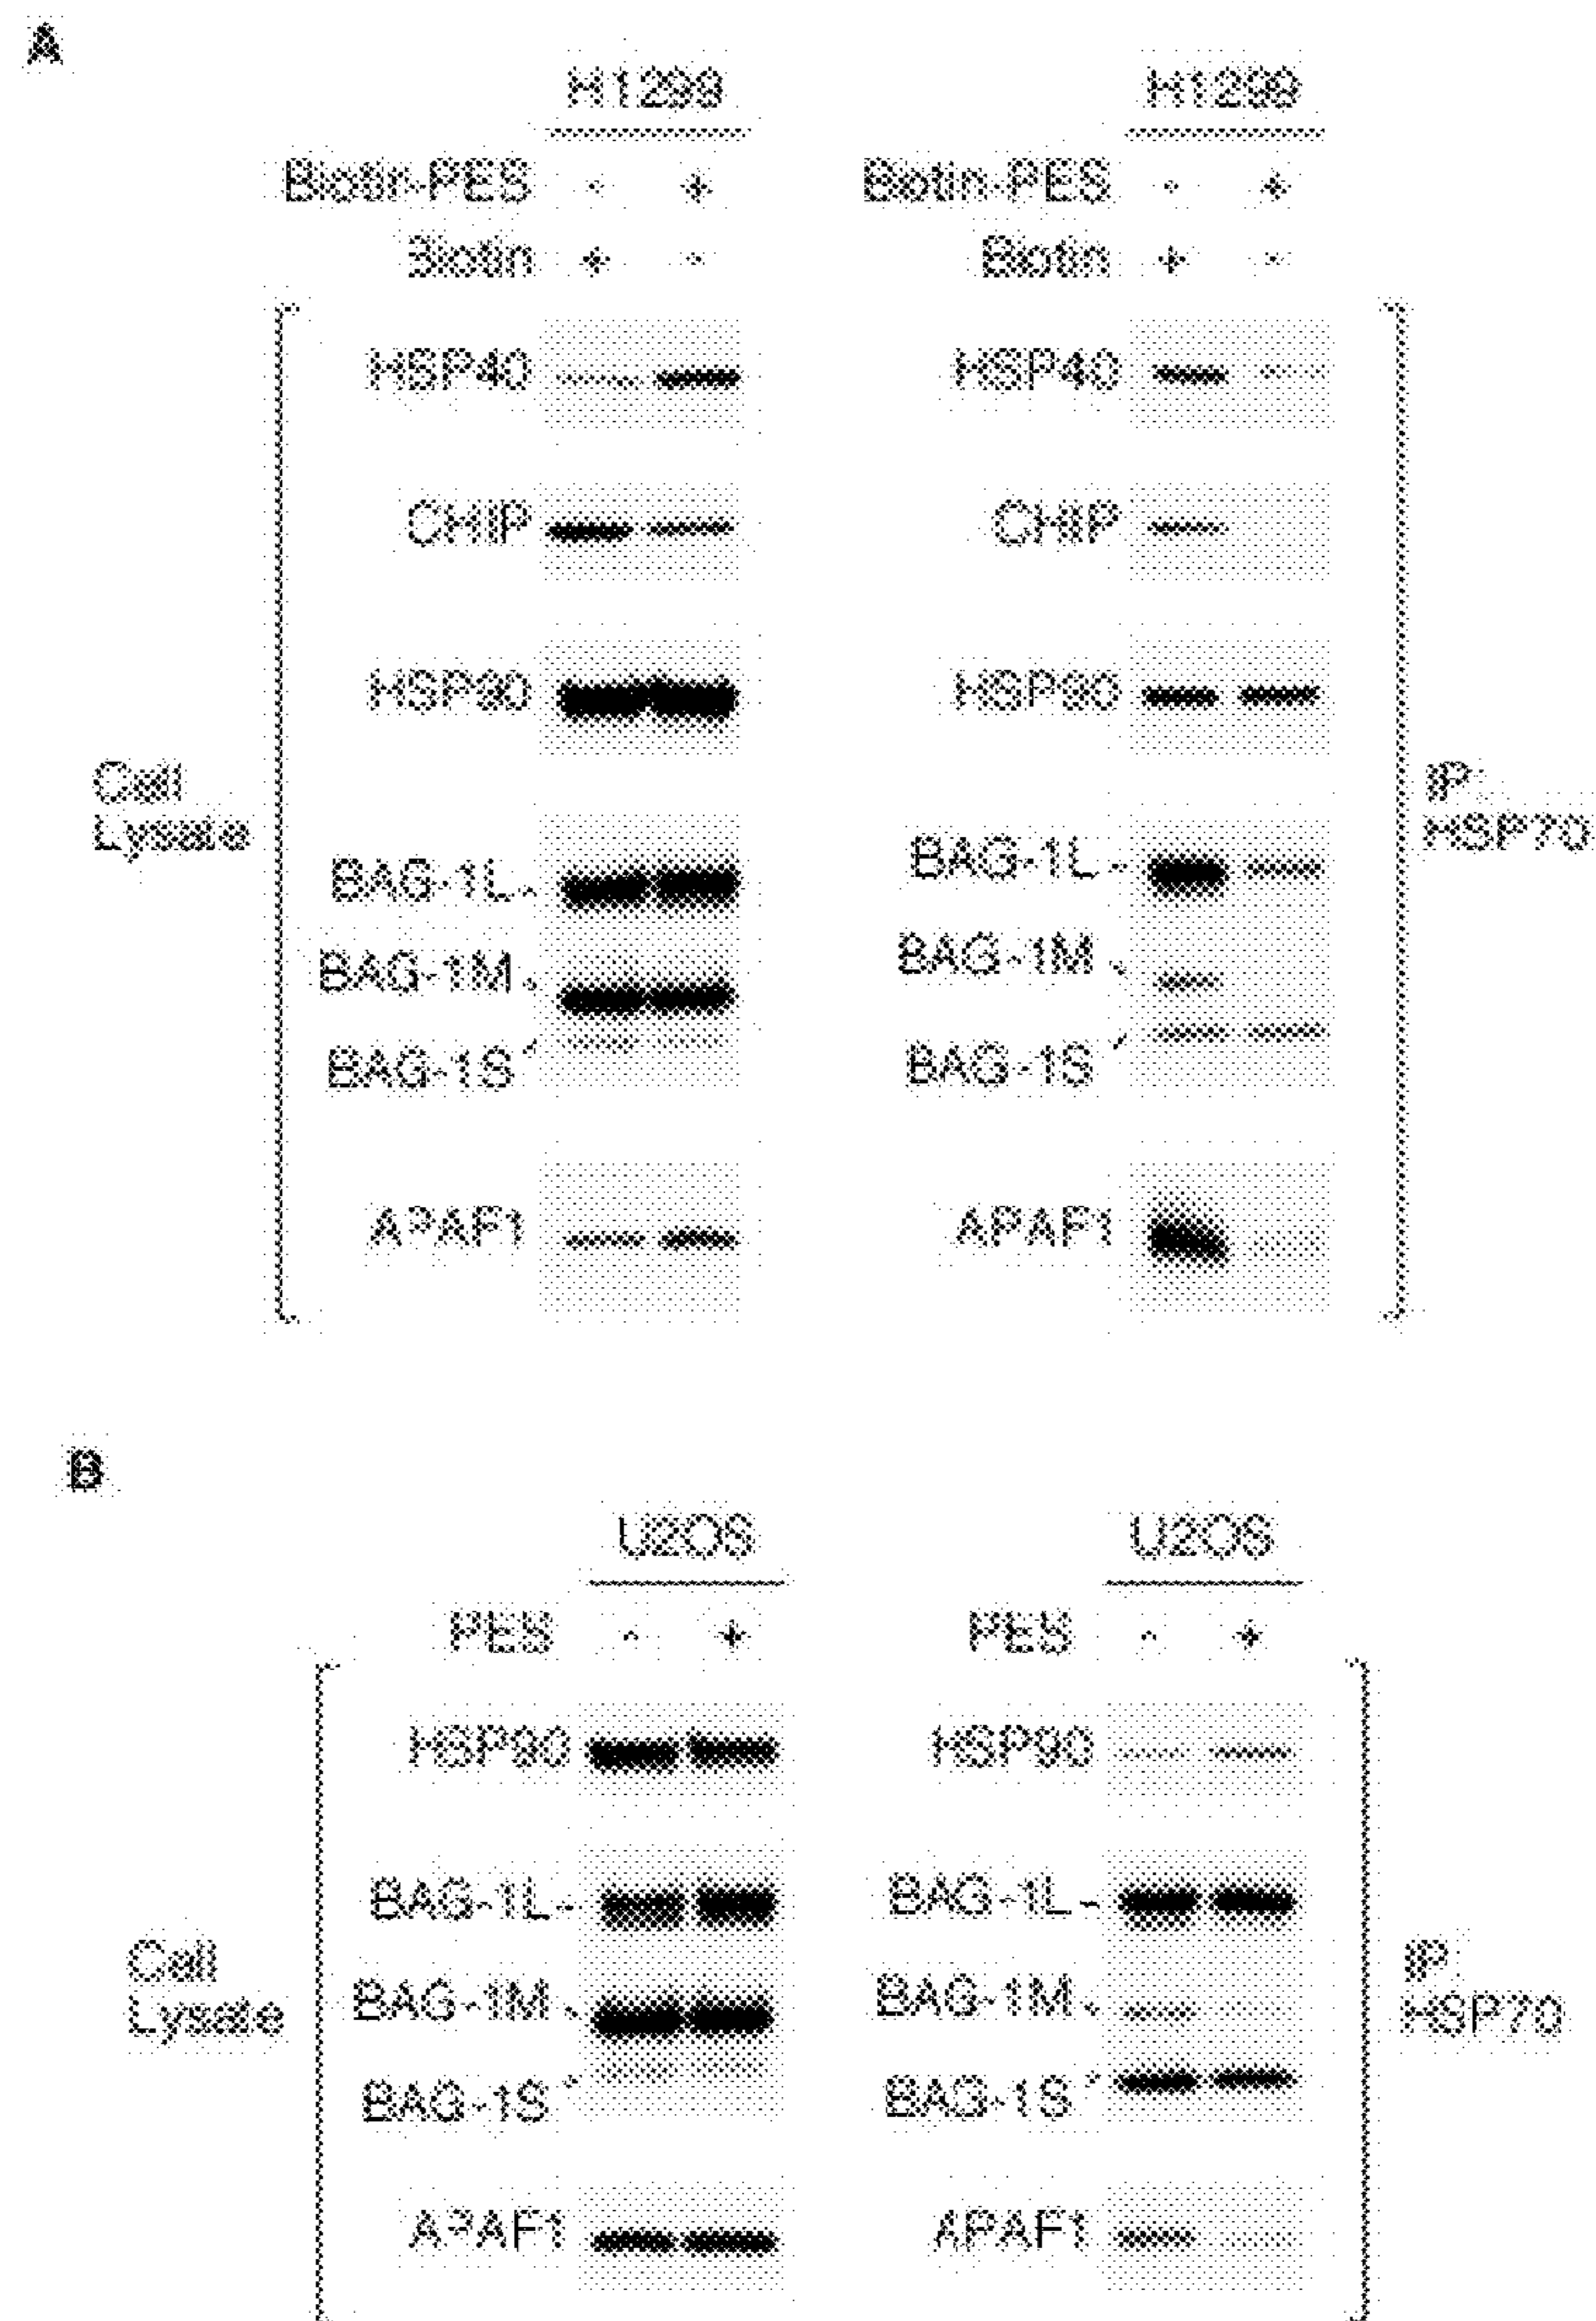 A
H1299 H1299
Biotin-PES - + Biotin-PES - +
Biotin + - Biotin + -
HSP40 HSP40
CHIP CHIP
HSP90 HSP90
Cell
Lysate
IP:
HSP70
BAG-1L BAG-1L
BAG-1M BAG-1M
BAG-1S BAG-1S
APAF1 APAF1
B
U2OS U2OS
PES - + PES - +
HSP90 HSP90
BAG-1L BAG-1L
Cell
Lysate
IP:
HSP70
BAG-1M BAG-1M
BAG-1S BAG-1S
APAF1 APAF1